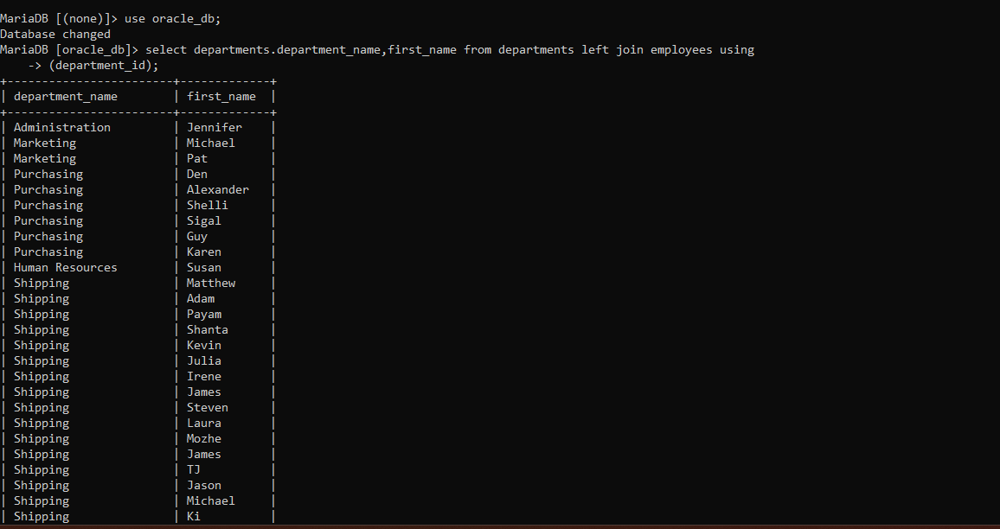 MariaDB [(none)]> use oracle_db;
Database changed
MariaDB [oracle_db]> select departments.department_name,first_name from departments left join employees using
    -> (department_id);
+------------------------+-------------+
| department_name        | first_name  |
+------------------------+-------------+
| Administration         | Jennifer    |
| Marketing              | Michael     |
| Marketing              | Pat         |
| Purchasing             | Den         |
| Purchasing             | Alexander   |
| Purchasing             | Shelli      |
| Purchasing             | Sigal       |
| Purchasing             | Guy         |
| Purchasing             | Karen       |
| Human Resources        | Susan       |
| Shipping               | Matthew     |
| Shipping               | Adam        |
| Shipping               | Payam       |
| Shipping               | Shanta      |
| Shipping               | Kevin       |
| Shipping               | Julia       |
| Shipping               | Irene       |
| Shipping               | James       |
| Shipping               | Steven      |
| Shipping               | Laura       |
| Shipping               | Mozhe       |
| Shipping               | James       |
| Shipping               | TJ          |
| Shipping               | Jason       |
| Shipping               | Michael     |
| Shipping               | Ki          |